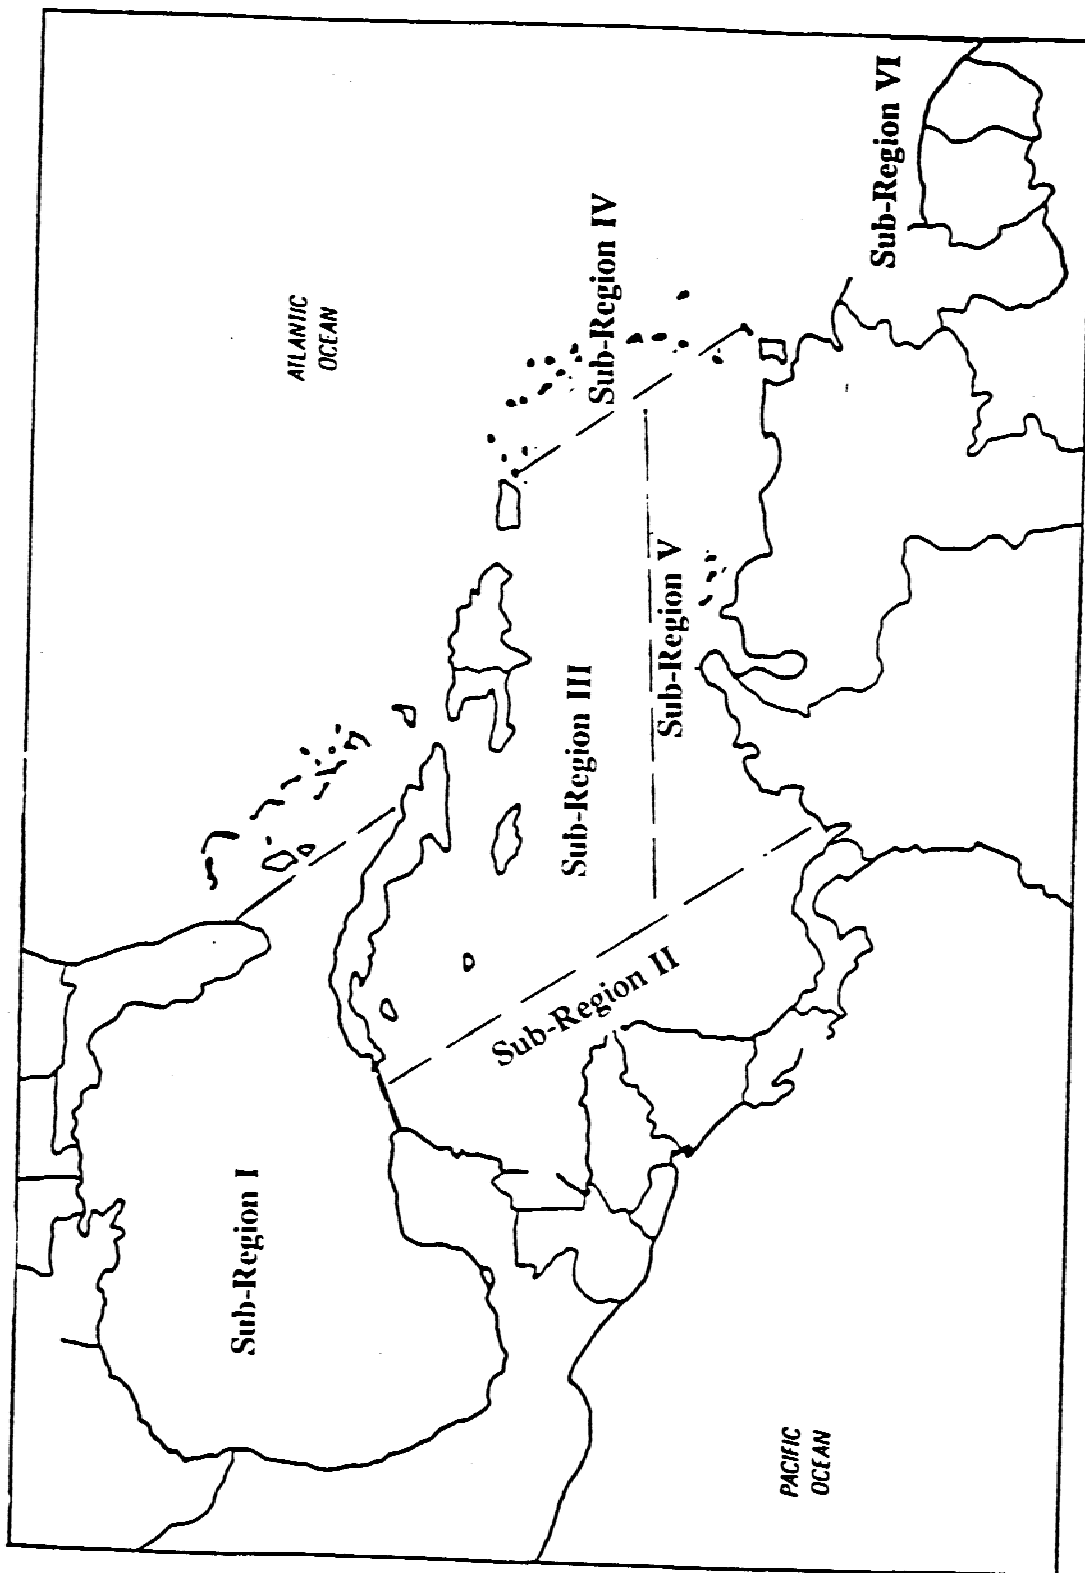 ATLANTIC
OCEAN
Sub-Region I
Sub-Region II
Sub-Region III
Sub-Region IV
Sub-Region V
Sub-Region VI
PACIFIC
OCEAN